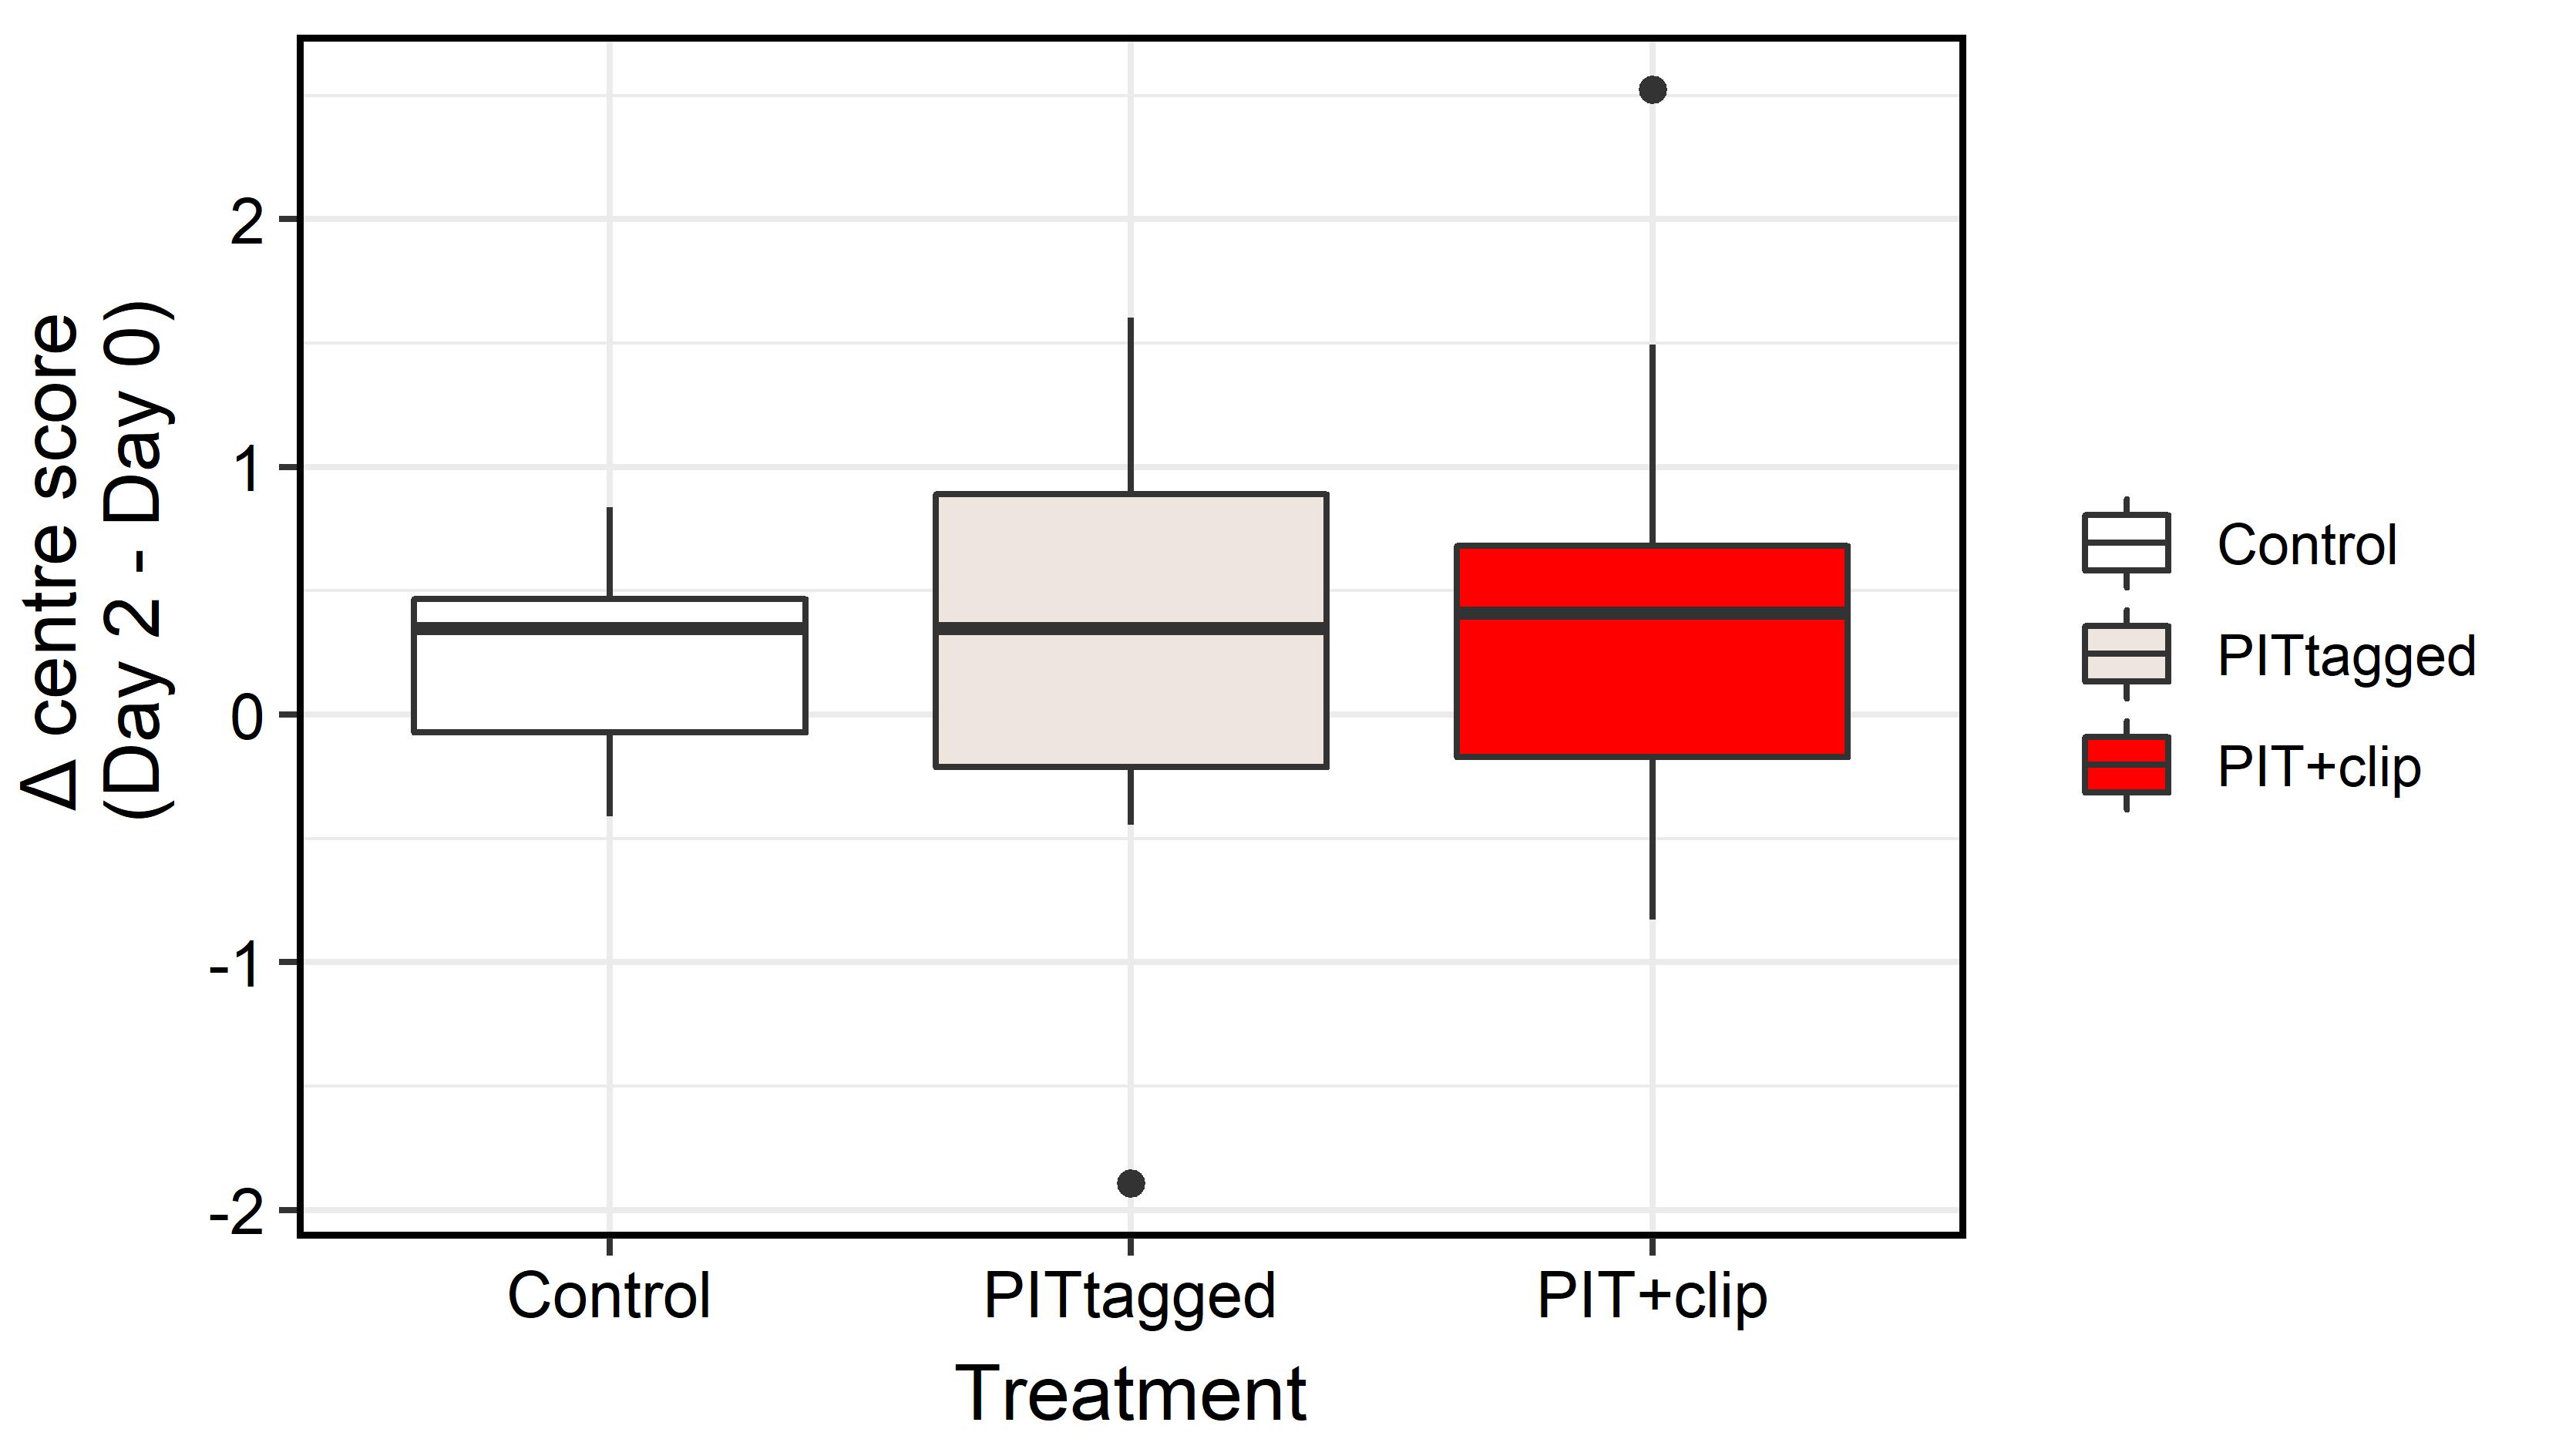 Δ centre score
(Day 2 - Day 0)
2
1
0
-1
-2
Control
PITtagged
PIT+clip
Treatment
Control
PITtagged
PIT+clip